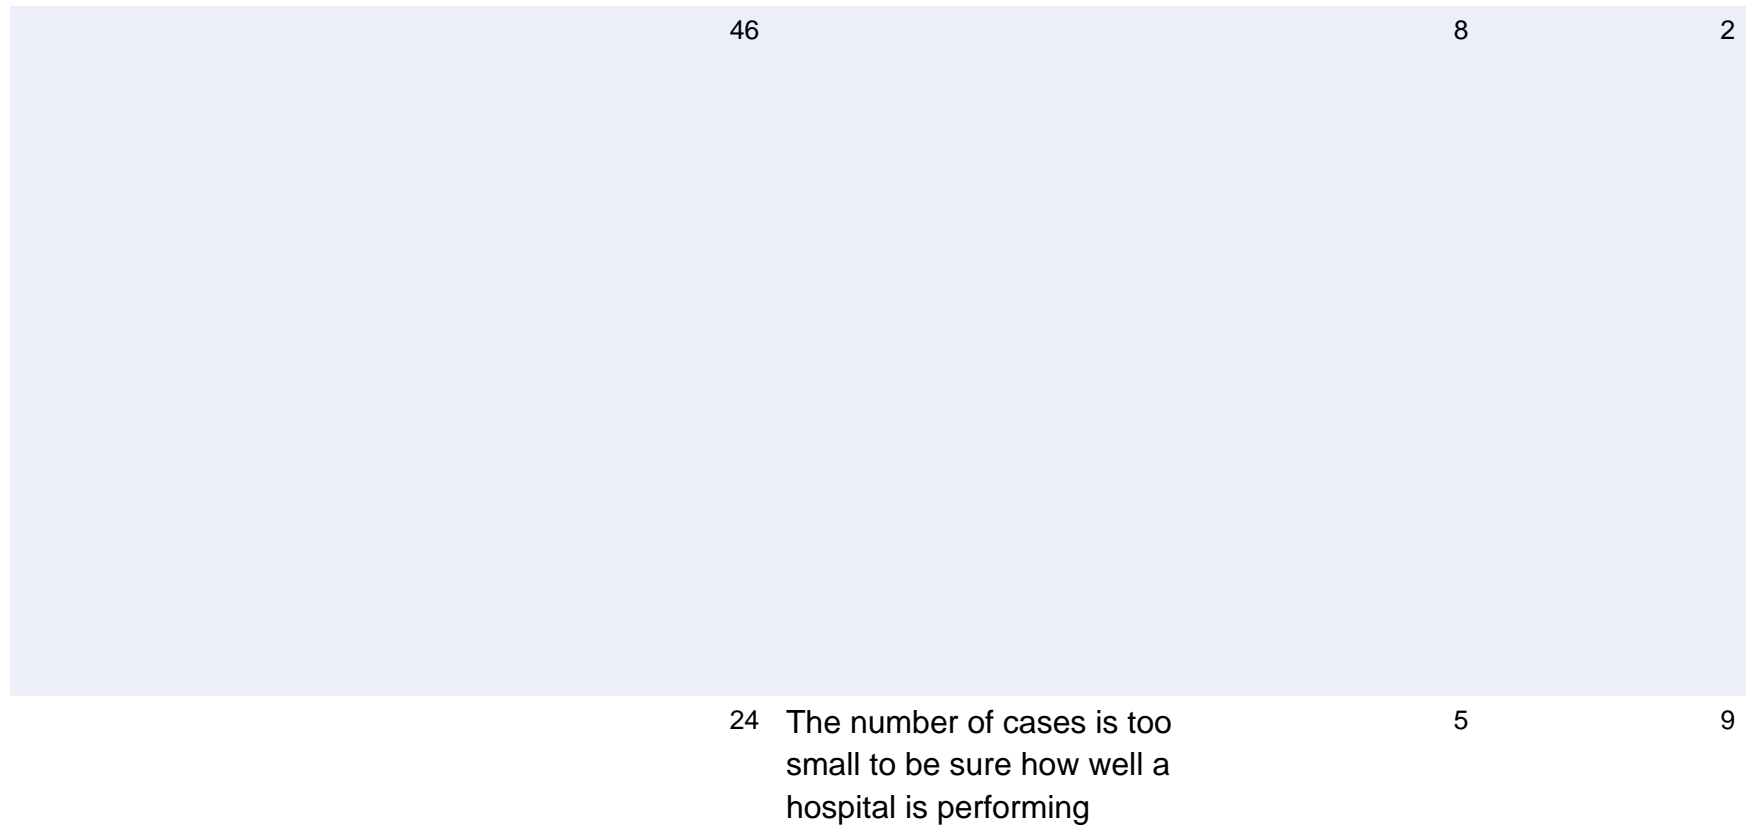 46 8 2
24 The number of cases is too 5 9
small to be sure how well a
hospital is performing